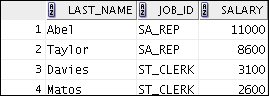 LAST_NAME JOB_ID SALARY
1 Abel SA_REP 11000
2 Taylor SA_REP 8600
3 Davies ST_CLERK 3100
4 Matos ST_CLERK 2600